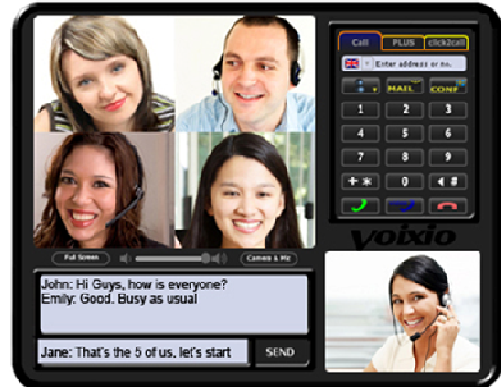 Call PLUS click2call
Enter address or no.
MAIL CONF
1 2 3
4 5 6
7 8 9
+ * 0 #
voixio
Full Screen Camera & Mic
John: Hi Guys, how is everyone?
Emily: Good. Busy as usual
Jane: That's the 5 of us, let's start SEND